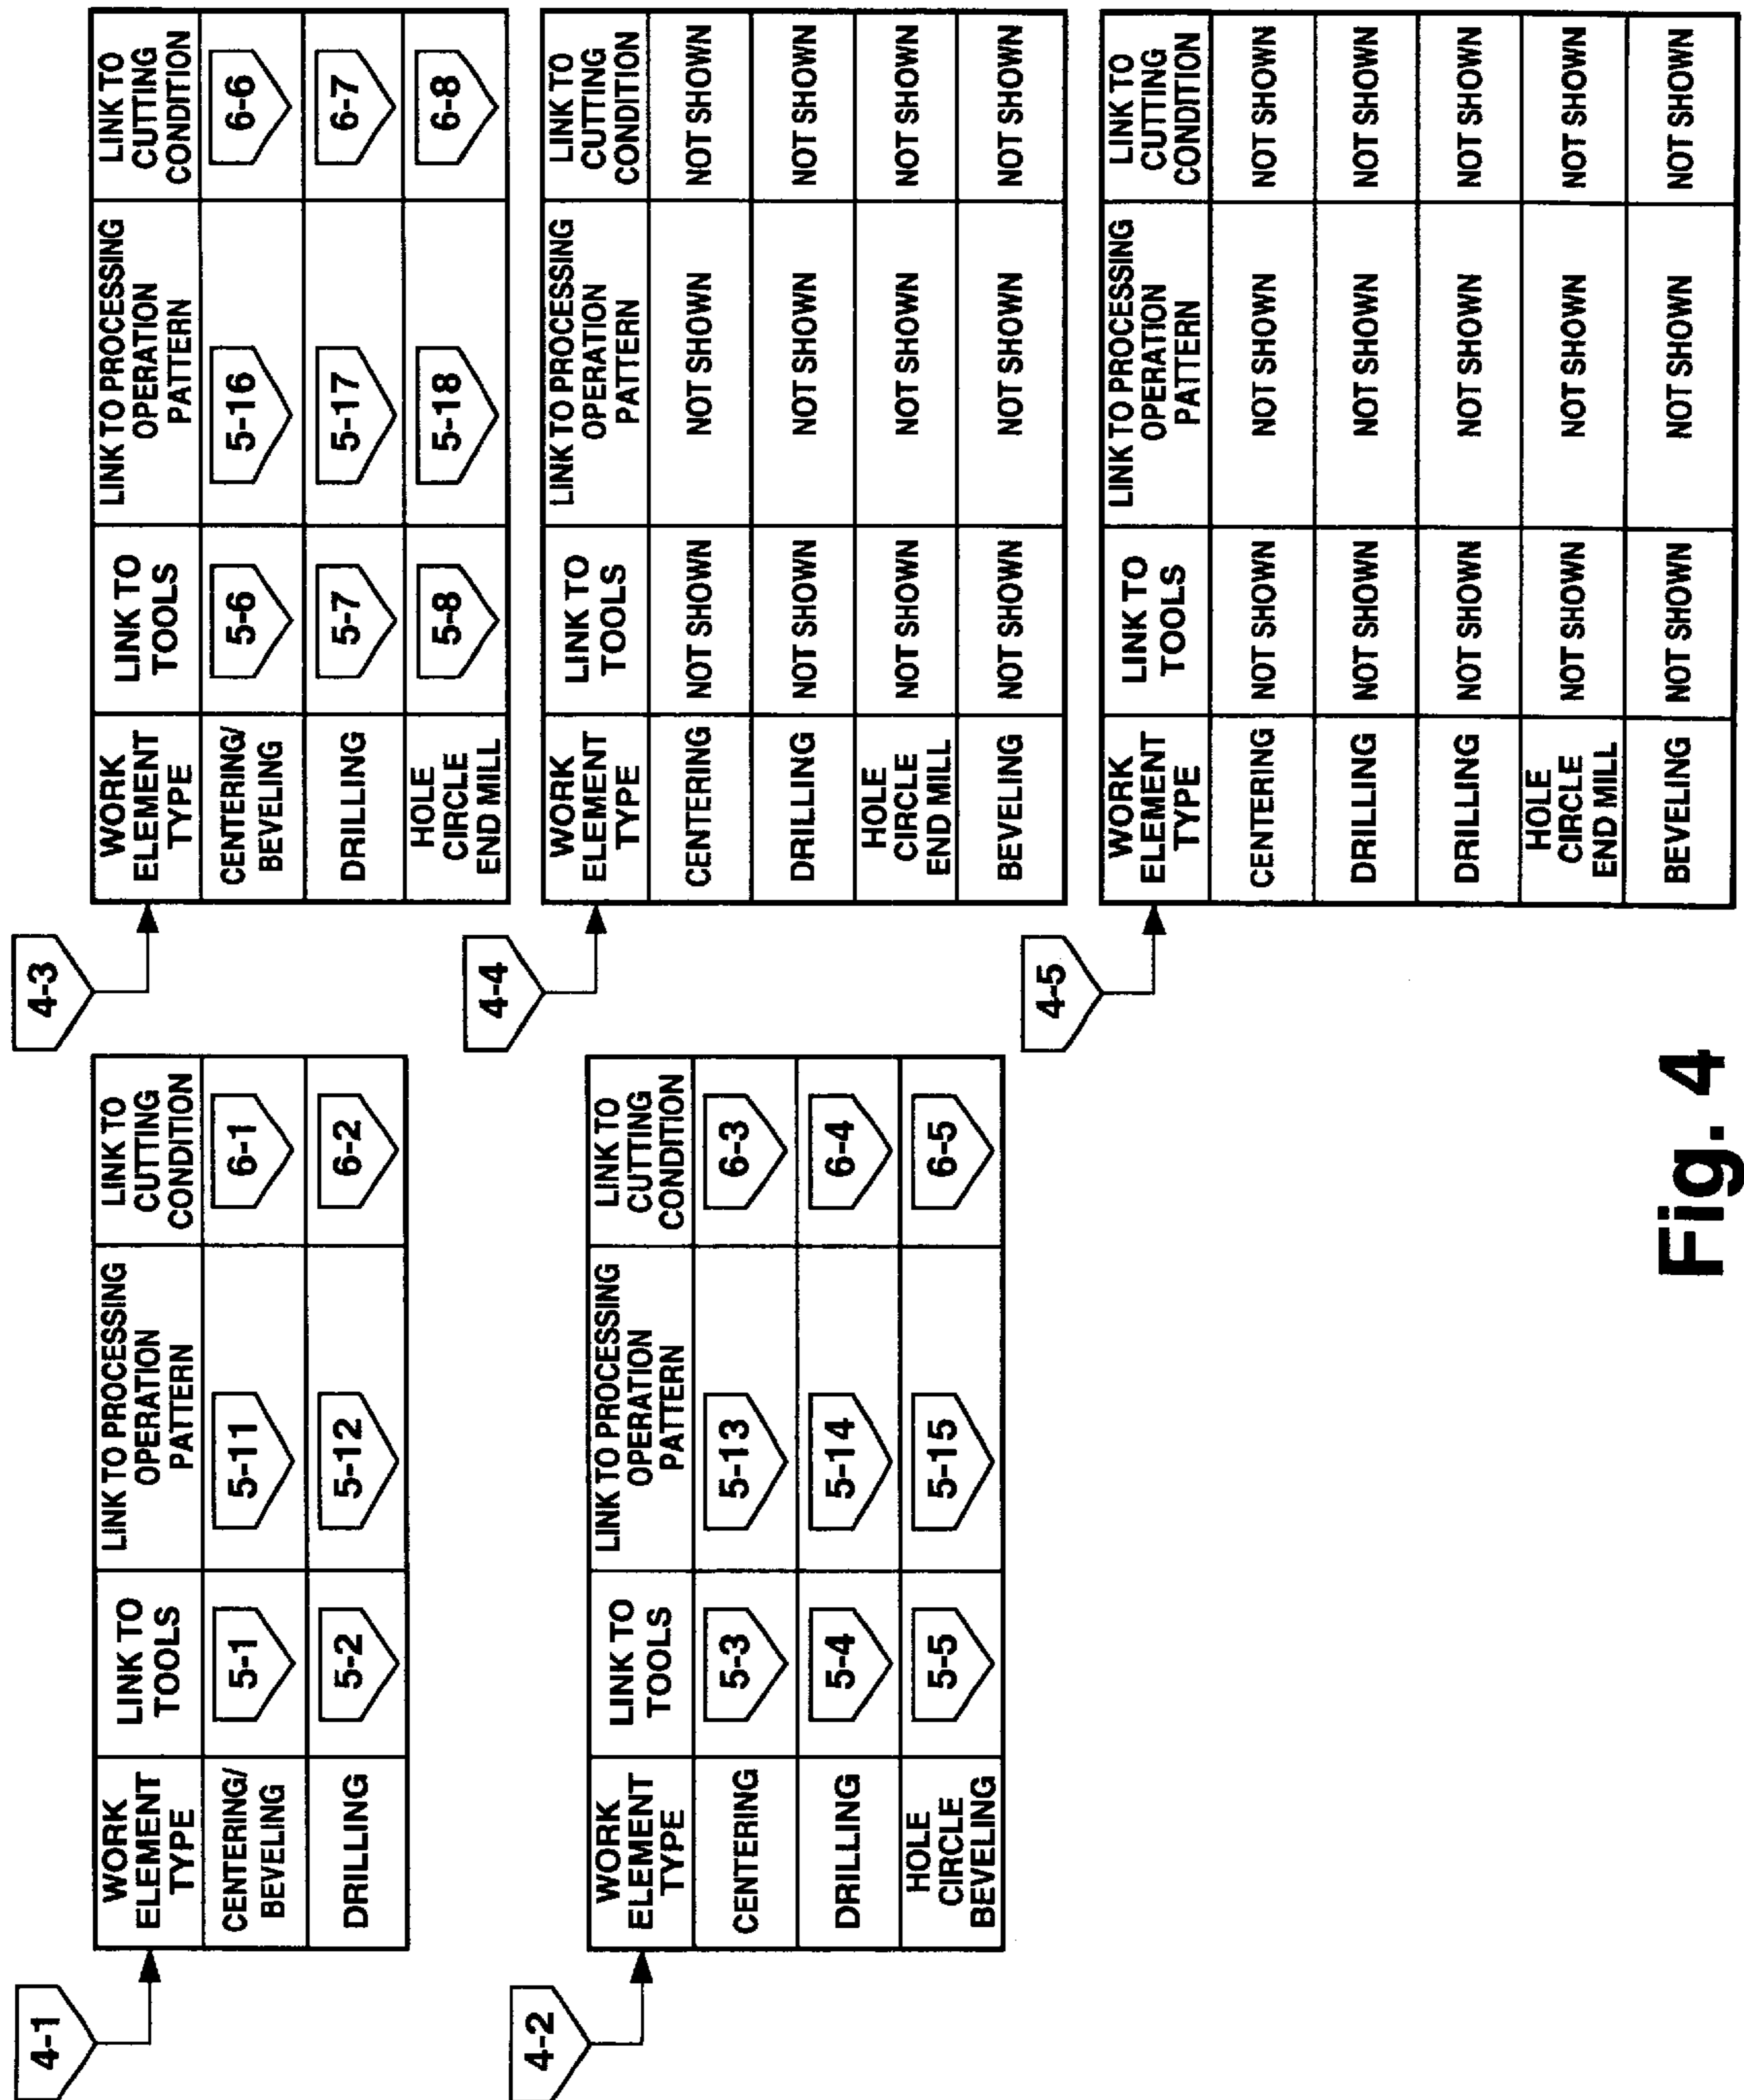 4-1
WORK ELEMENT TYPE
LINK TO TOOLS
LINK TO PROCESSING OPERATION PATTERN
LINK TO CUTTING CONDITION
CENTERING/ BEVELING
5-1
5-11
6-1
DRILLING
5-2
5-12
6-2
4-2
WORK ELEMENT TYPE
LINK TO TOOLS
LINK TO PROCESSING OPERATION PATTERN
LINK TO CUTTING CONDITION
CENTERING
5-3
5-13
6-3
DRILLING
5-4
5-14
6-4
HOLE CIRCLE BEVELING
5-5
5-15
6-5
4-3
WORK ELEMENT TYPE
LINK TO TOOLS
LINK TO PROCESSING OPERATION PATTERN
LINK TO CUTTING CONDITION
CENTERING/ BEVELING
5-6
5-16
6-6
DRILLING
5-7
5-17
6-7
HOLE CIRCLE END MILL
5-8
5-18
6-8
4-4
WORK ELEMENT TYPE
LINK TO TOOLS
LINK TO PROCESSING OPERATION PATTERN
LINK TO CUTTING CONDITION
CENTERING
NOT SHOWN
NOT SHOWN
NOT SHOWN
DRILLING
NOT SHOWN
NOT SHOWN
NOT SHOWN
HOLE CIRCLE END MILL
NOT SHOWN
NOT SHOWN
NOT SHOWN
BEVELING
NOT SHOWN
NOT SHOWN
NOT SHOWN
4-5
WORK ELEMENT TYPE
LINK TO TOOLS
LINK TO PROCESSING OPERATION PATTERN
LINK TO CUTTING CONDITION
CENTERING
NOT SHOWN
NOT SHOWN
NOT SHOWN
DRILLING
NOT SHOWN
NOT SHOWN
NOT SHOWN
DRILLING
NOT SHOWN
NOT SHOWN
NOT SHOWN
HOLE CIRCLE END MILL
NOT SHOWN
NOT SHOWN
NOT SHOWN
BEVELING
NOT SHOWN
NOT SHOWN
NOT SHOWN
Fig. 4